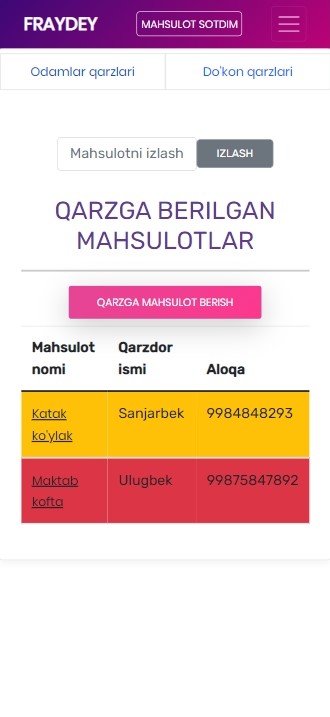 FRAYDEY
MAHSULOT SOTDIM
Odamlar qarzlari
Do'kon qarzlari
Mahsulotni izlash
IZLASH
QARZGA BERILGAN
MAHSULOTLAR
QARZGA MAHSULOT BERISH
Mahsulot nomi
Qarzdor ismi
Aloqa
Katak ko'ylak
Sanjarbek
9984848293
Maktab kofta
Ulugbek
99875847892